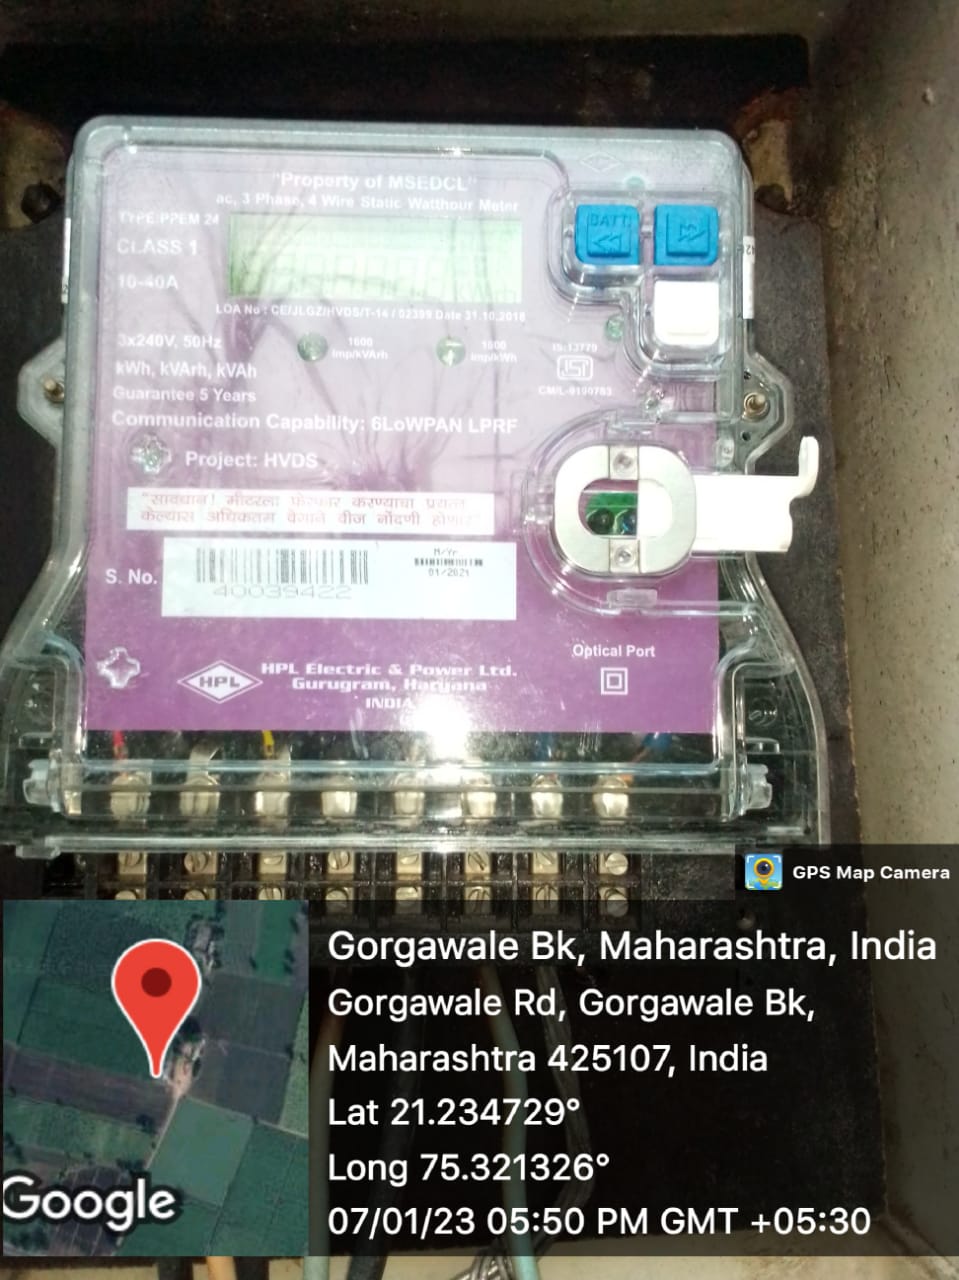 "Property of MSEDCL"
ac, 3 Phase, 4 Wire Static Watthour Meter
TYPE:PPEM 24
CLASS 1
10-40A
BATT.
LOA No : CE/JLGZ/HVDS/T-14 / 02399 Date 31.10.2018
3x240V, 50Hz
1600
Imp/kVArh
1600
Imp/kWh
IS:13779
ISI
CM/L-9100783
kWh, kVArh, kVAh
Guarantee 5 Years
Communication Capability: 6LoWPAN LPRF
Project: HVDS
"सावधान! मीटरला फेरफार करण्याचा प्रयत्न
केल्यास अधिकतम वेगाने वीज नोंदणी होणार"
M/Yr
01/2021
S. No.
40039422
Optical Port
HPL
HPL Electric & Power Ltd.
Gurugram, Haryana
INDIA
GPS Map Camera
Gorgawale Bk, Maharashtra, India
Gorgawale Rd, Gorgawale Bk,
Maharashtra 425107, India
Lat 21.234729°
Long 75.321326°
07/01/23 05:50 PM GMT +05:30
Google